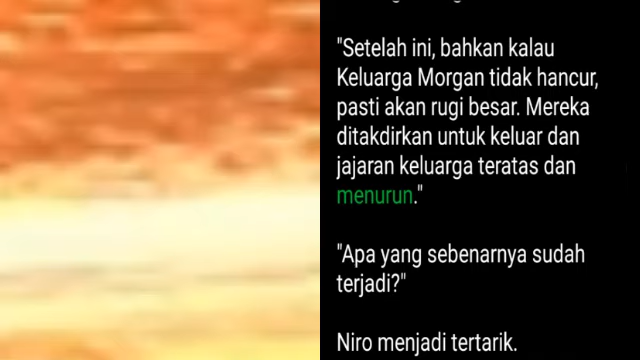 "Setelah ini, bahkan kalau
Keluarga Morgan tidak hancur,
pasti akan rugi besar. Mereka
ditakdirkan untuk keluar dan
jajaran keluarga teratas dan
menurun."
"Apa yang sebenarnya sudah
terjadi?"
Niro menjadi tertarik.